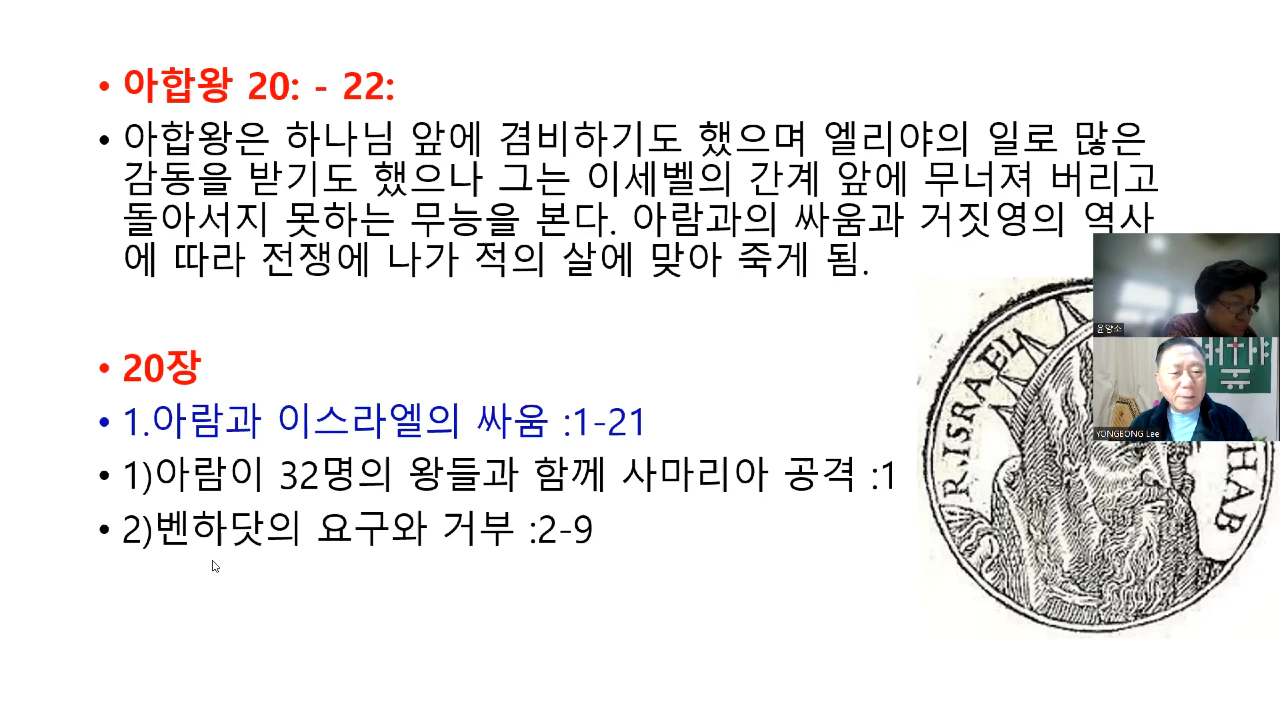 • 아합왕 20: - 22:
• 아합왕은 하나님 앞에 겸비하기도 했으며 엘리야의 일로 많은
감동을 받기도 했으나 그는 이세벨의 간계 앞에 무너져 버리고
돌아서지 못하는 무능을 본다. 아람과의 싸움과 거짓영의 역사
에 따라 전쟁에 나가 적의 살에 맞아 죽게 됨.
• 20장
• 1.아람과 이스라엘의 싸움 :1-21
• 1)아람이 32명의 왕들과 함께 사마리아 공격 :1
• 2)벤하닷의 요구와 거부 :2-9
R. ISRAEL
HAB
YONGBONG Lee